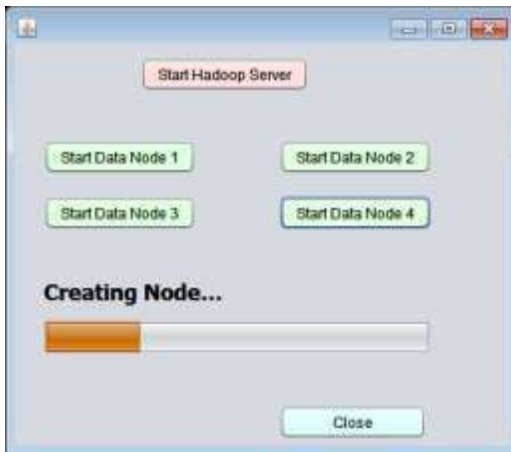 Start Hadoop Server
Start Data Node 1
Start Data Node 2
Start Data Node 3
Start Data Node 4
Creating Node...
Close